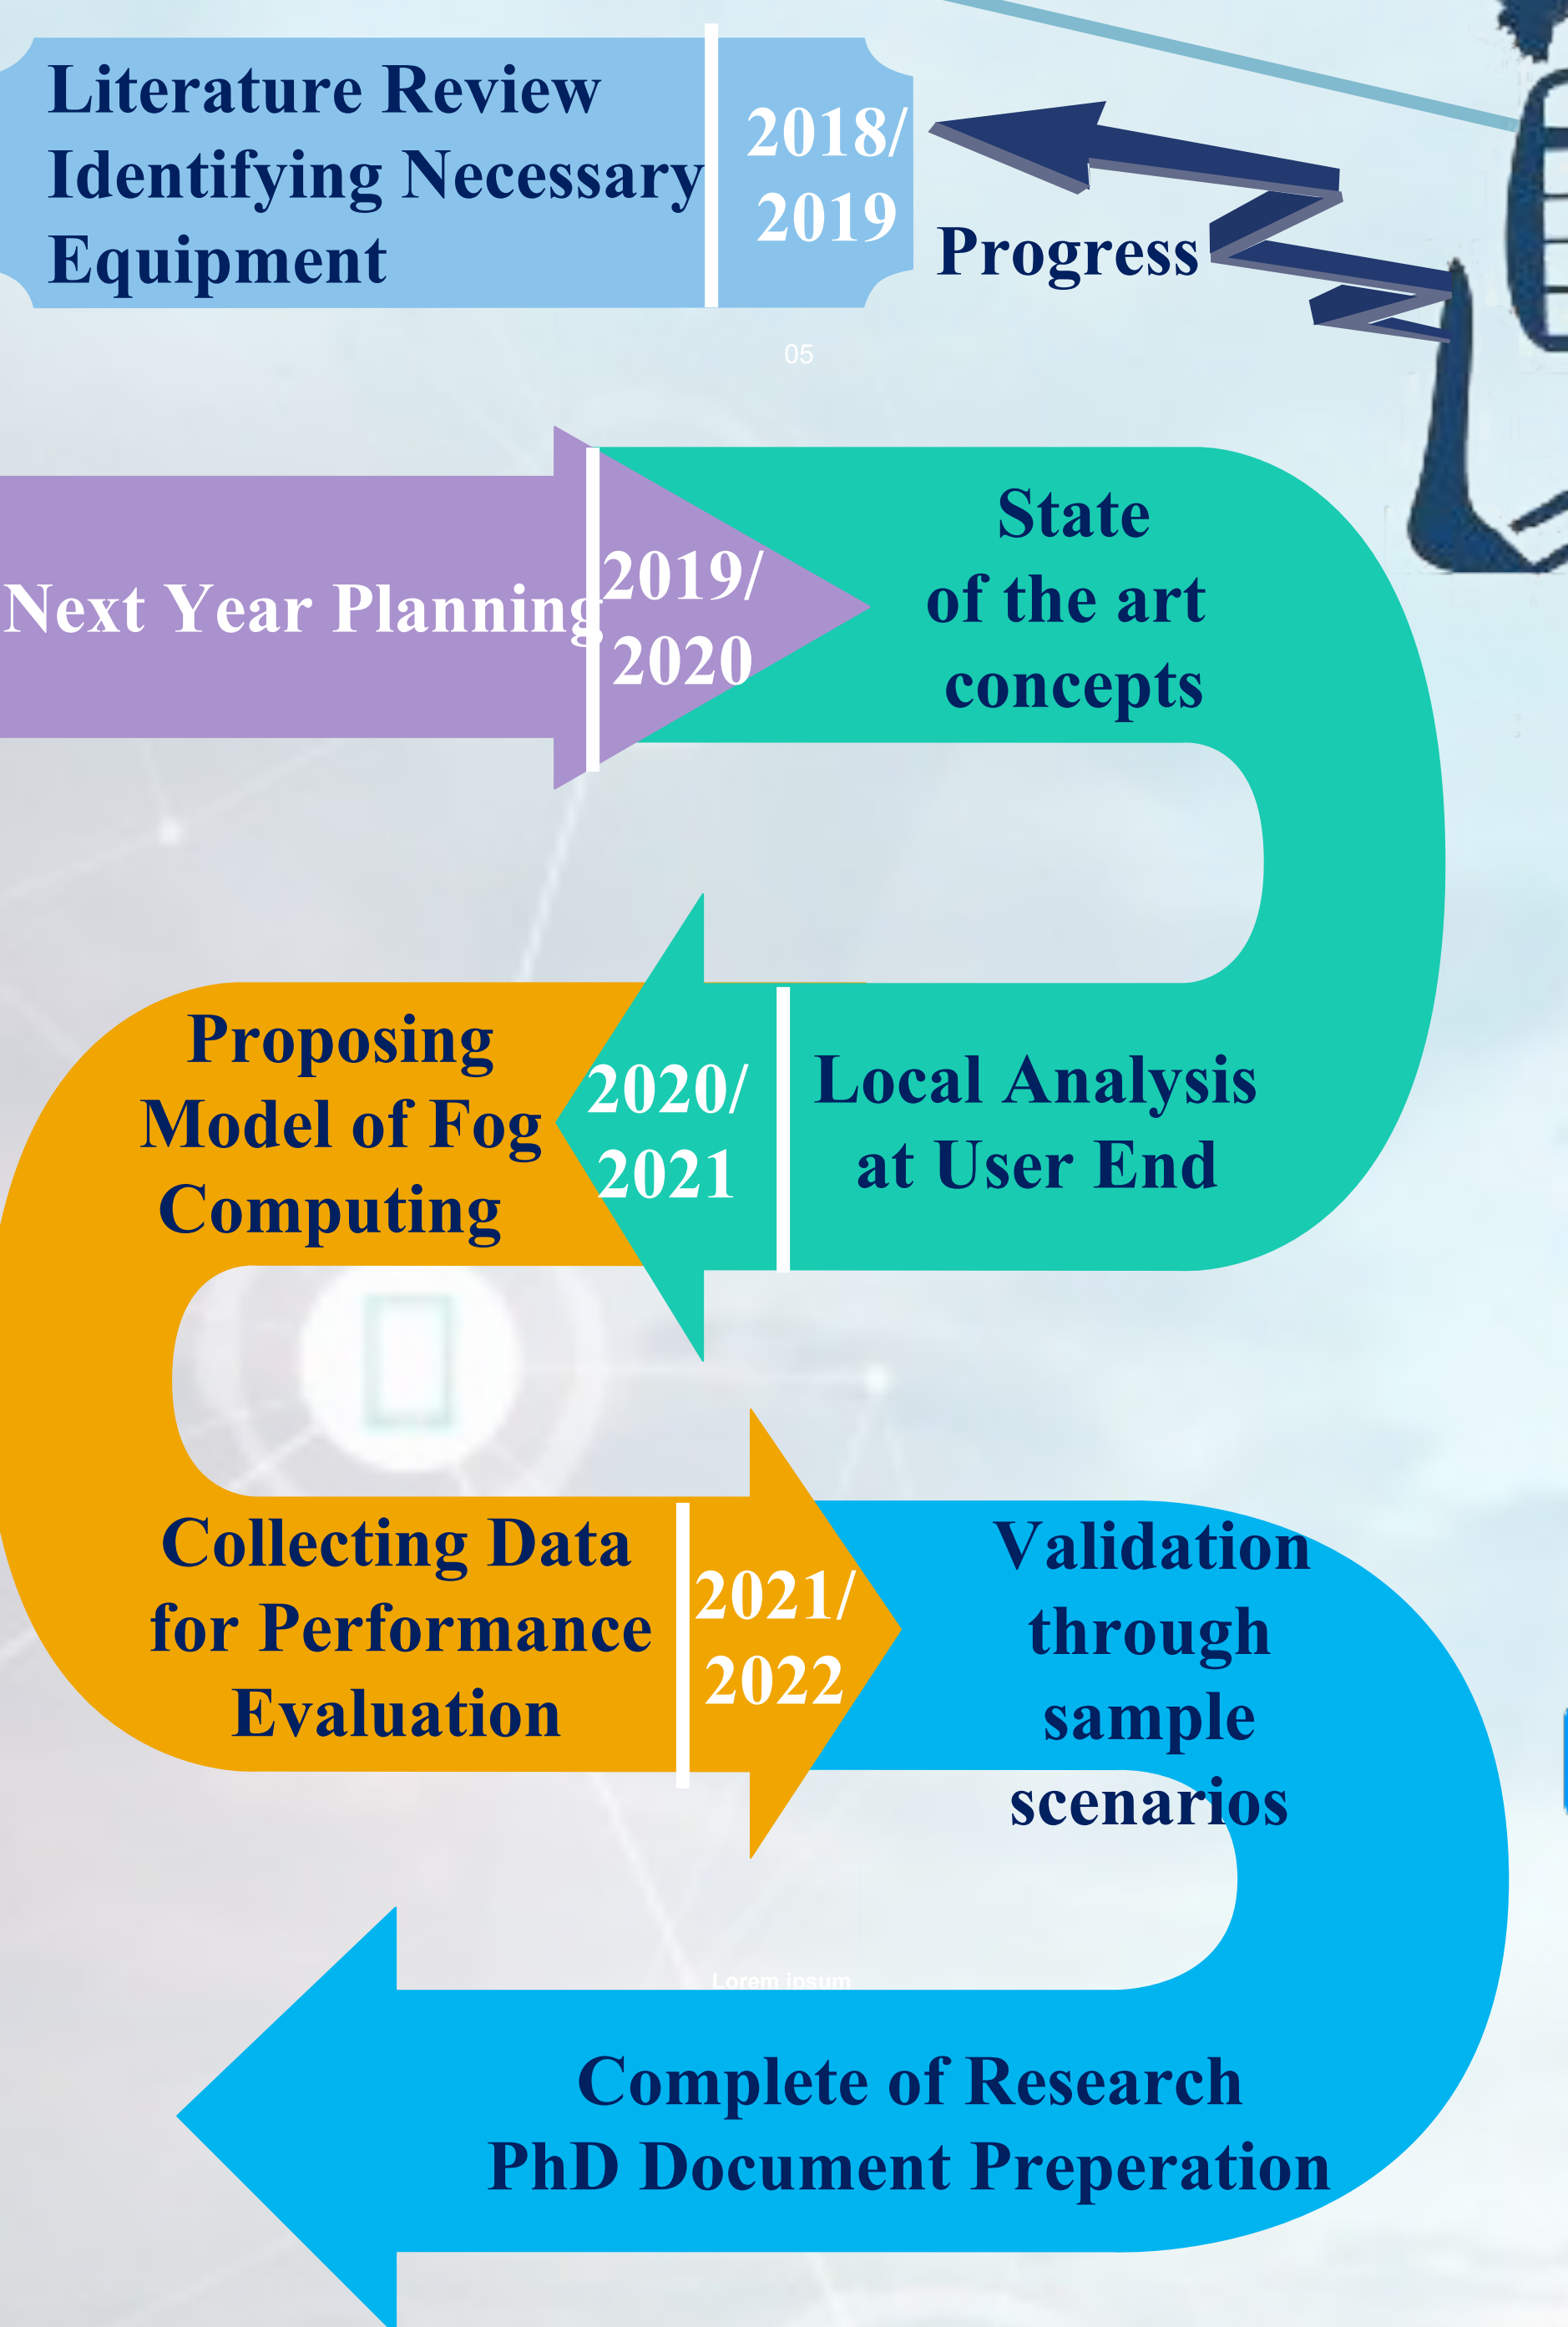 Literature Review
Identifying Necessary
Equipment
2018/
2019
Progress
05
Next Year Planning
2019/
2020
State
of the art
concepts
Local Analysis
at User End
2020/
2021
Proposing
Model of Fog
Computing
Collecting Data
for Performance
Evaluation
2021/
2022
Validation
through
sample
scenarios
Lorem ipsum
Complete of Research
PhD Document Preperation